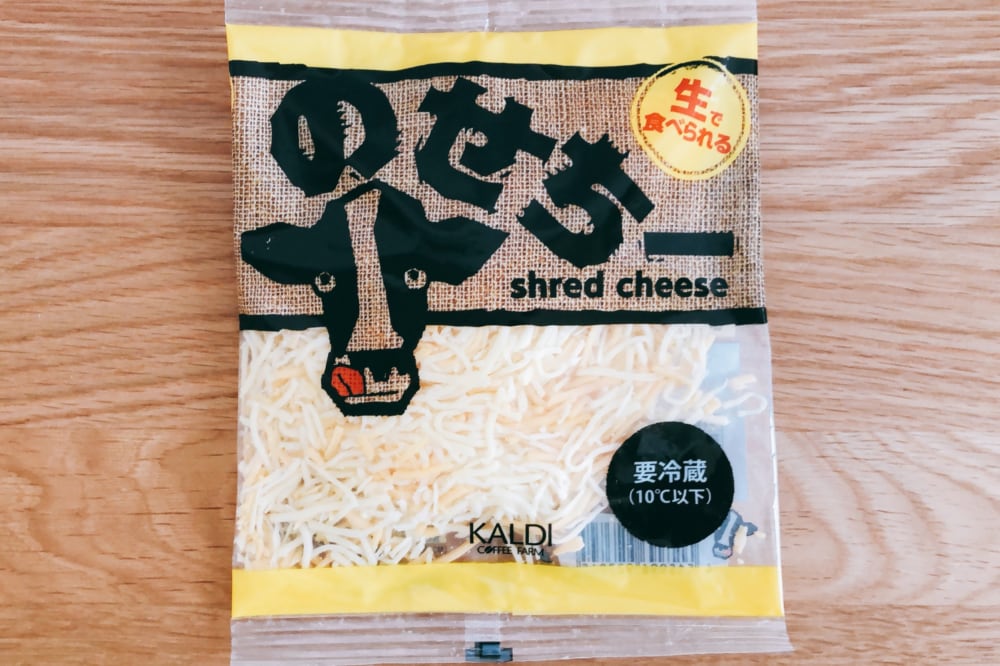 生で
食べられる
のせちー
shred cheese
要冷蔵
(10℃以下)
KALDI
COFFEE FARM